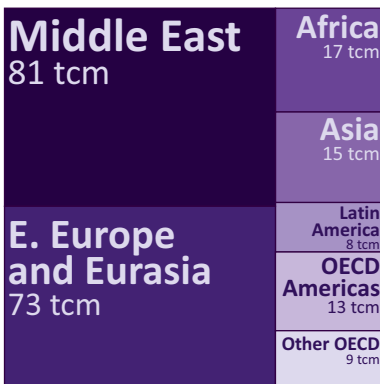 Middle East
81 tcm
E. Europe
and Eurasia
73 tcm
Africa
17 tcm
Asia
15 tcm
Latin
America
8 tcm
OECD
Americas
13 tcm
Other OECD
9 tcm